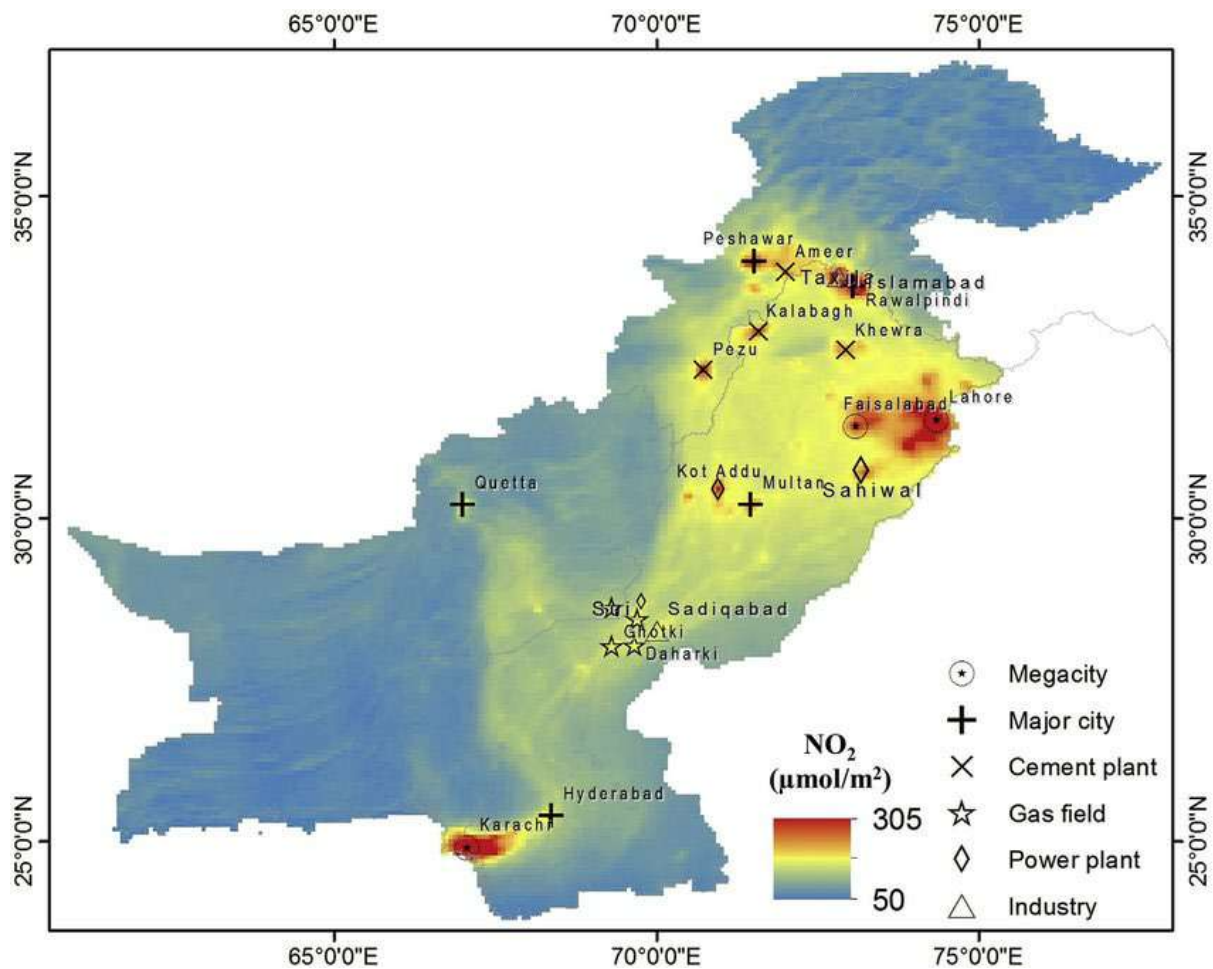 65°0'0"E 70°0'0"E 75°0'0"E
35°0'0"N 35°0'0"N
Peshawar
Ameer
Taxila
Islamabad
Rawalpindi
Kalabagh
Khewra
Pezu
Faisalabad
Lahore
Kot Addu
Multan
Sahiwal
Quetta
30°0'0"N 30°0'0"N
Sui
Sadiqabad
Ghotki
Daharki
Hyderabad
Karachi
25°0'0"N 25°0'0"N
NO₂
(μmol/m²)
305
50
Megacity
Major city
Cement plant
Gas field
Power plant
Industry
65°0'0"E 70°0'0"E 75°0'0"E